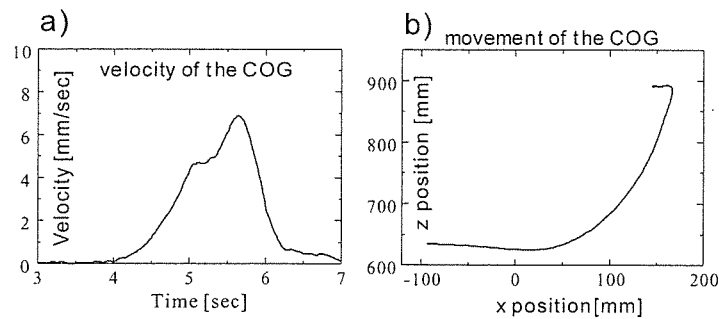 a)
velocity of the COG
Velocity [mm/sec]
10
8
6
4
2
0
3 4 5 6 7
Time [sec]
b)
movement of the COG
z position [mm]
900
800
700
600
-100 0 100 200
x position[mm]